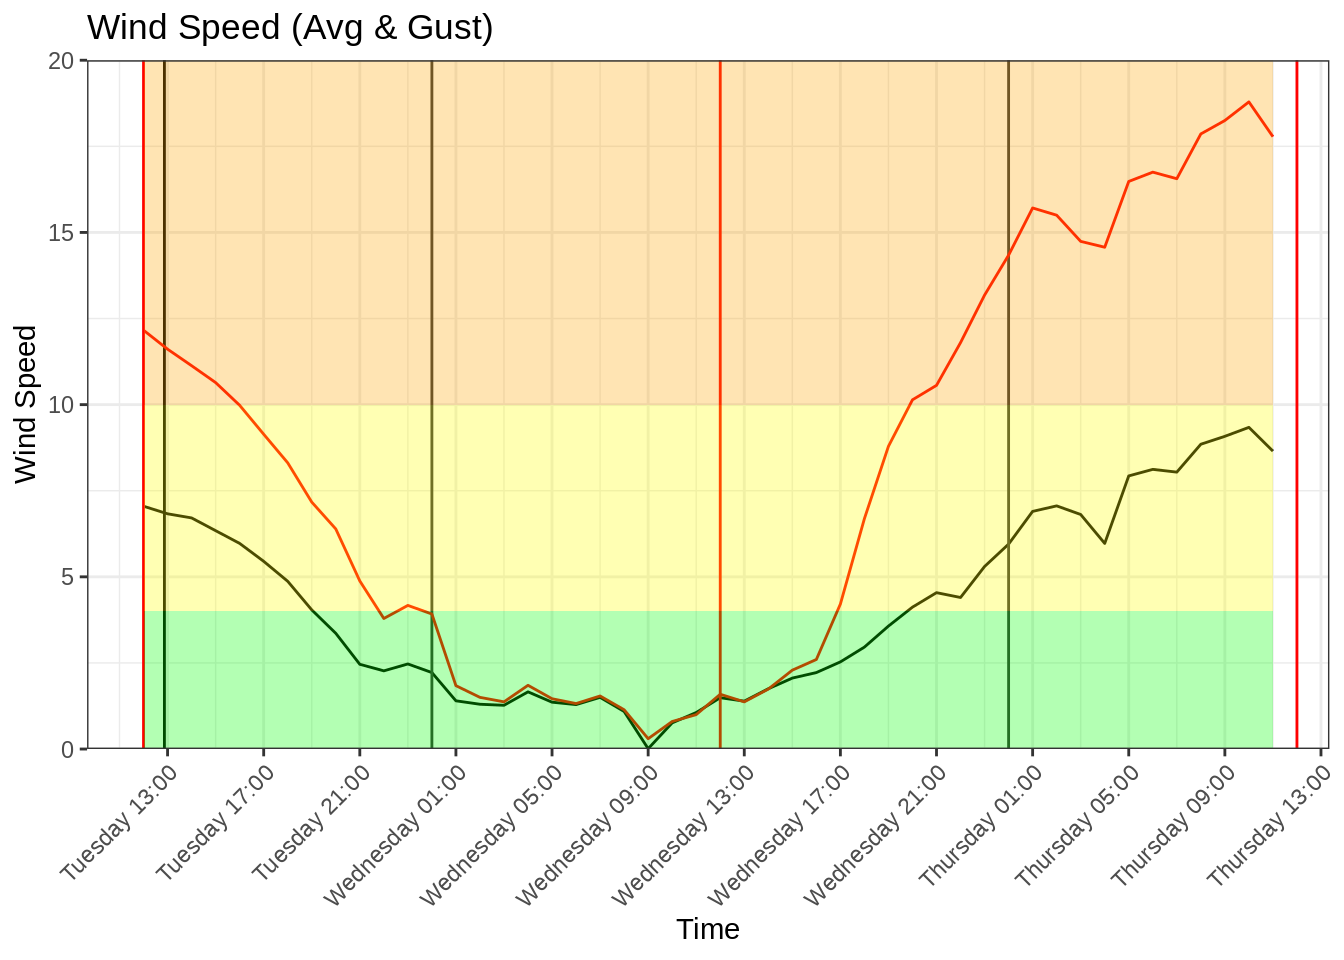 Wind Speed (Avg & Gust)
20
15
10
5
0
Wind Speed
Tuesday 13:00
Tuesday 17:00
Tuesday 21:00
Wednesday 01:00
Wednesday 05:00
Wednesday 09:00
Wednesday 13:00
Wednesday 17:00
Wednesday 21:00
Thursday 01:00
Thursday 05:00
Thursday 09:00
Thursday 13:00
Time